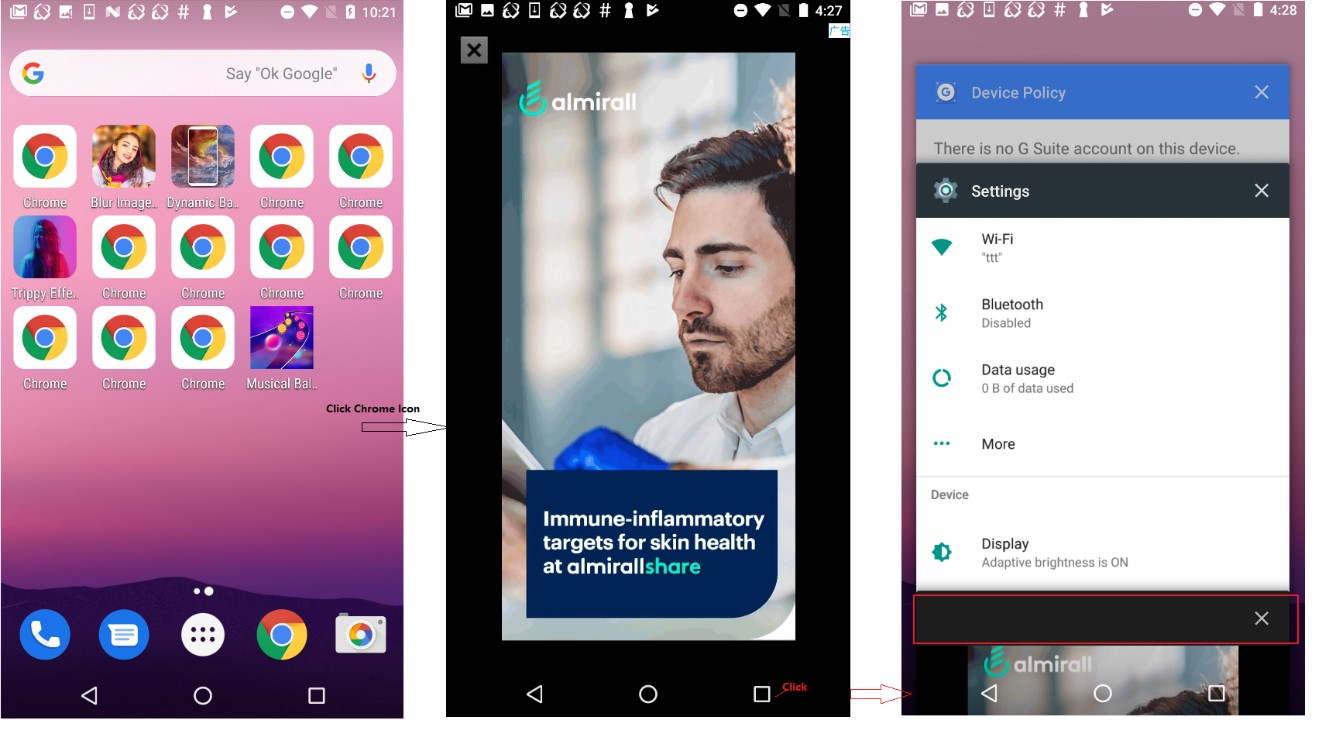 10:21
Say "Ok Google"
Chrome
Blur Image..
Dynamic Ba..
Chrome
Chrome
Trippy Effe..
Chrome
Chrome
Chrome
Chrome
Chrome
Chrome
Chrome
Musical Bal..
Click Chrome Icon
4:27
广告
almirall
Immune-inflammatory
targets for skin health
at almirallshare
Click
4:28
Device Policy
There is no G Suite account on this device.
Settings
Wi-Fi
"ttt"
Bluetooth
Disabled
Data usage
0 B of data used
More
Device
Display
Adaptive brightness is ON
almirall